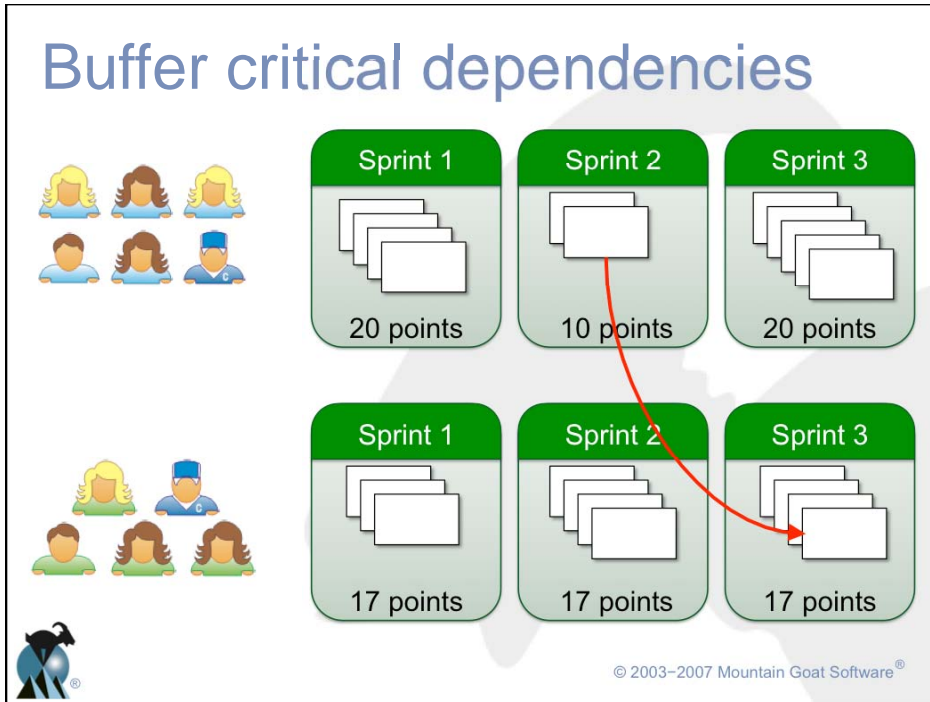 Buffer critical dependencies
Sprint 1
Sprint 2
Sprint 3
20 points
10 points
20 points
Sprint 1
Sprint 2
Sprint 3
17 points
17 points
17 points
C
C
®
© 2003–2007 Mountain Goat Software®